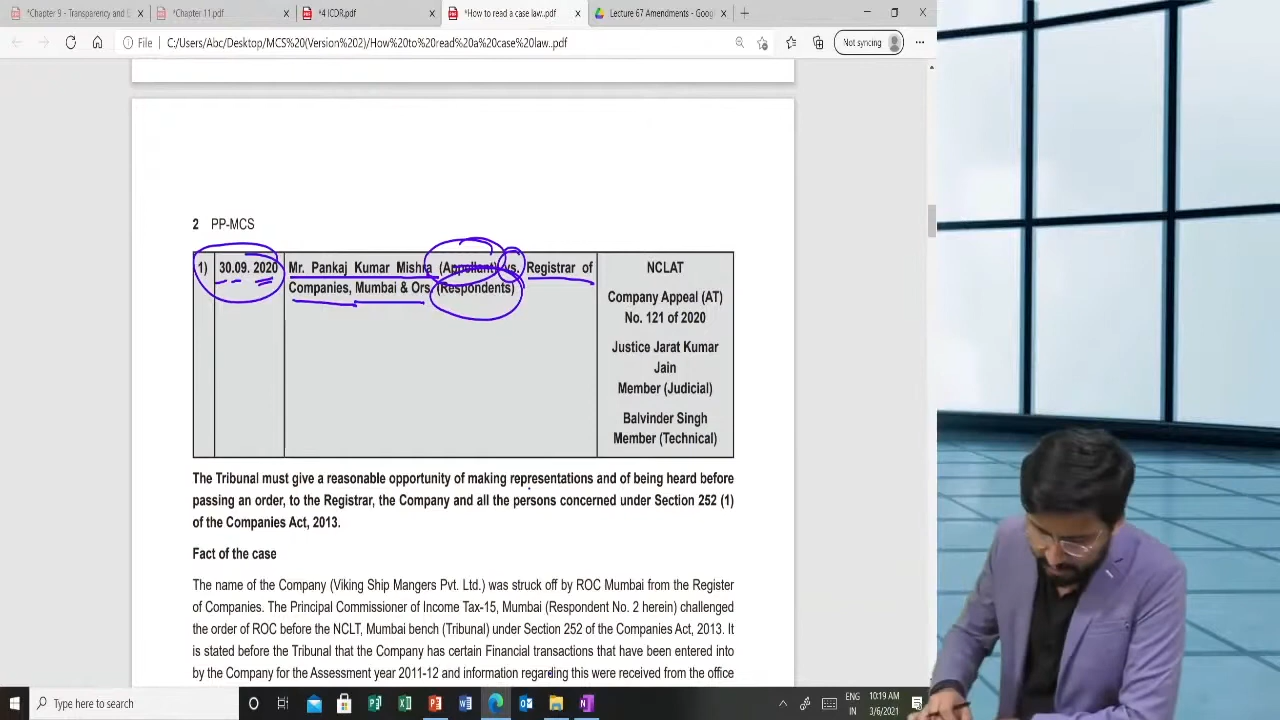 *Chapter 9 - Transparency and D
*Chapter 11.pdf
*4 ICDR.pdf
*How to read a case law..pdf
Lecture 67 Amendments - Goog
File
C:/Users/Abc/Desktop/MCS%20(Version%202)/How%20to%20read%20a%20case%20law..pdf
Not syncing
2 PP-MCS
1)
30.09. 2020
Mr. Pankaj Kumar Mishra (Appellant) vs. Registrar of
Companies, Mumbai & Ors. (Respondents)
NCLAT
Company Appeal (AT)
No. 121 of 2020
Justice Jarat Kumar
Jain
Member (Judicial)
Balvinder Singh
Member (Technical)
The Tribunal must give a reasonable opportunity of making representations and of being heard before
passing an order, to the Registrar, the Company and all the persons concerned under Section 252 (1)
of the Companies Act, 2013.
Fact of the case
The name of the Company (Viking Ship Mangers Pvt. Ltd.) was struck off by ROC Mumbai from the Register
of Companies. The Principal Commissioner of Income Tax-15, Mumbai (Respondent No. 2 herein) challenged
the order of ROC before the NCLT, Mumbai bench (Tribunal) under Section 252 of the Companies Act, 2013. It
is stated before the Tribunal that the Company has certain Financial transactions that have been entered into
by the Company for the Assessment year 2011-12 and information regarding this were received from the office
Type here to search
ENG
IN
10:19 AM
3/6/2021